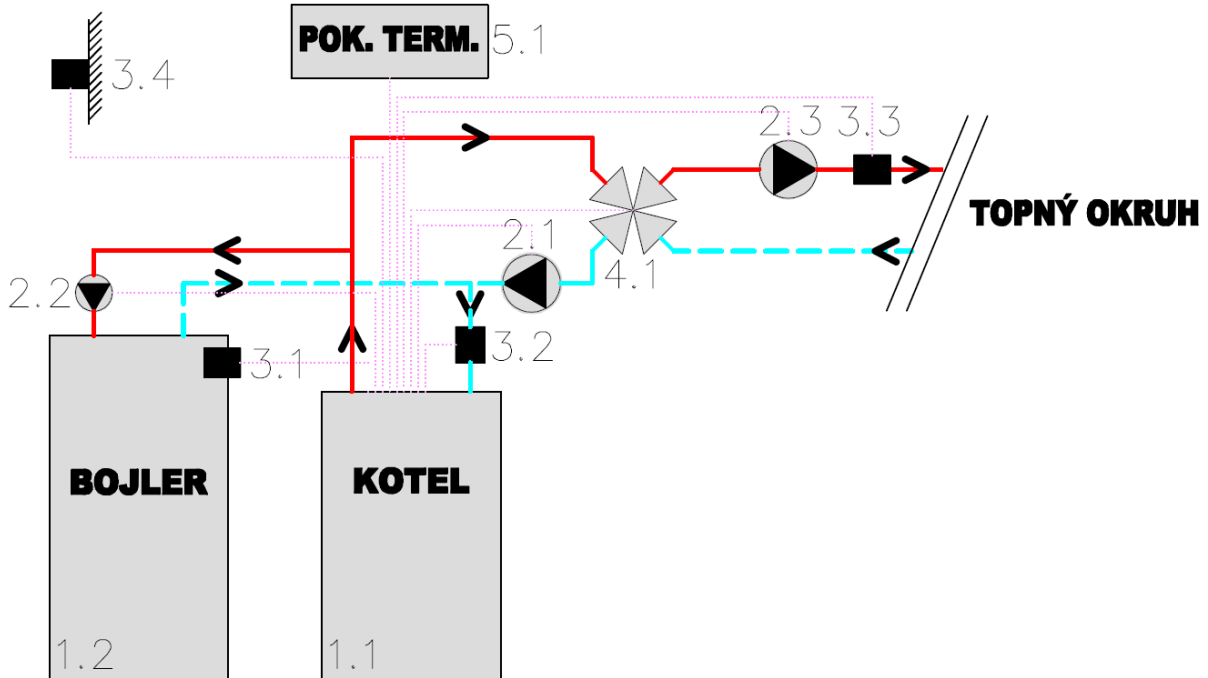 POK. TERM. 5.1
3.4
2.3 3.3
TOPNÝ OKRUH
2.1
4.1
2.2
3.2
3.1
BOJLER
KOTEL
1.2
1.1